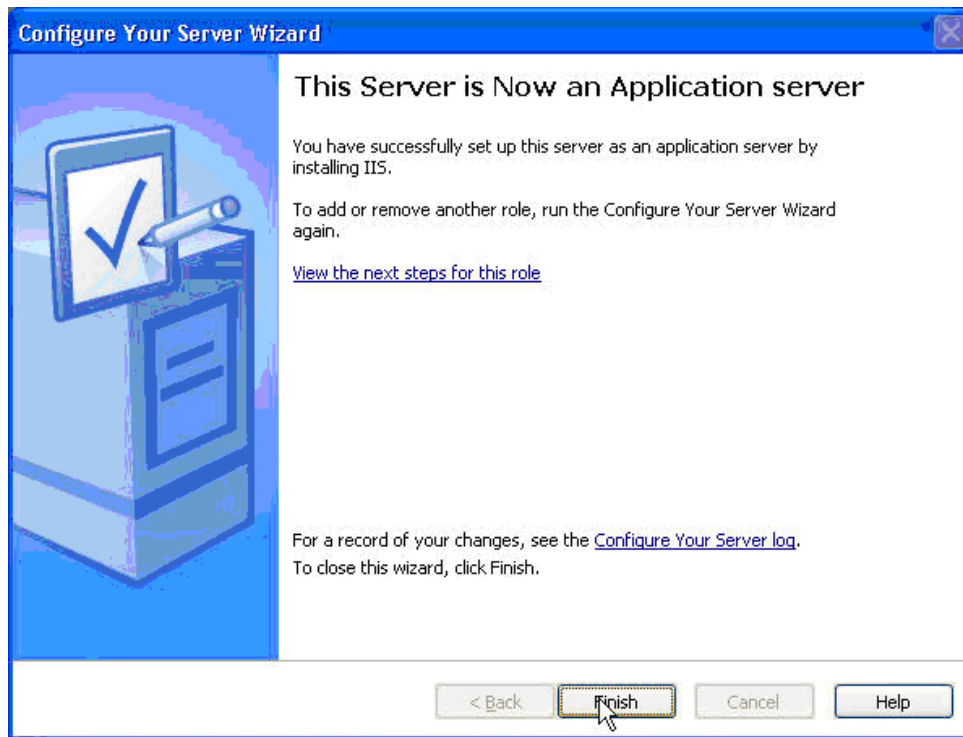 Configure Your Server Wizard
This Server is Now an Application server
You have successfully set up this server as an application server by
installing IIS.
To add or remove another role, run the Configure Your Server Wizard
again.
View the next steps for this role
For a record of your changes, see the Configure Your Server log.
To close this wizard, click Finish.
< Back Finish Cancel Help